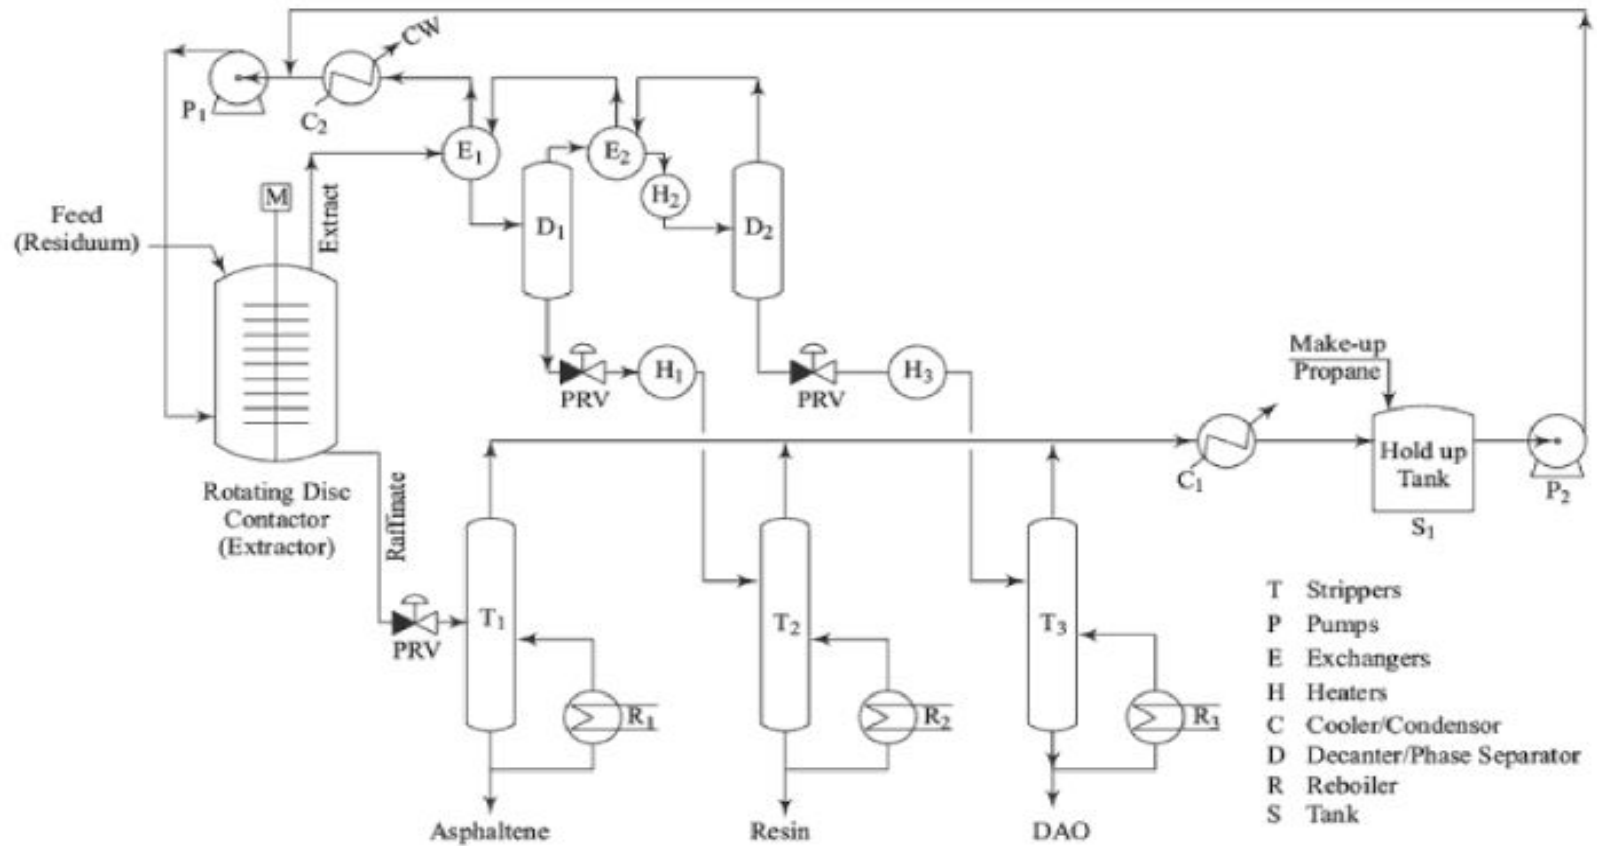 CW
P1
C2
E1
E2
H2
M
Extract
D1
D2
Feed
(Residuum)
H1
H3
PRV
PRV
Make-up
Propane
C1
Hold up
Tank
P2
S1
Rotating Disc
Contactor
(Extractor)
Raffinate
PRV
T1
T2
T3
R1
R2
R3
Asphaltene
Resin
DAO
T Strippers
P Pumps
E Exchangers
H Heaters
C Cooler/Condensor
D Decanter/Phase Separator
R Reboiler
S Tank